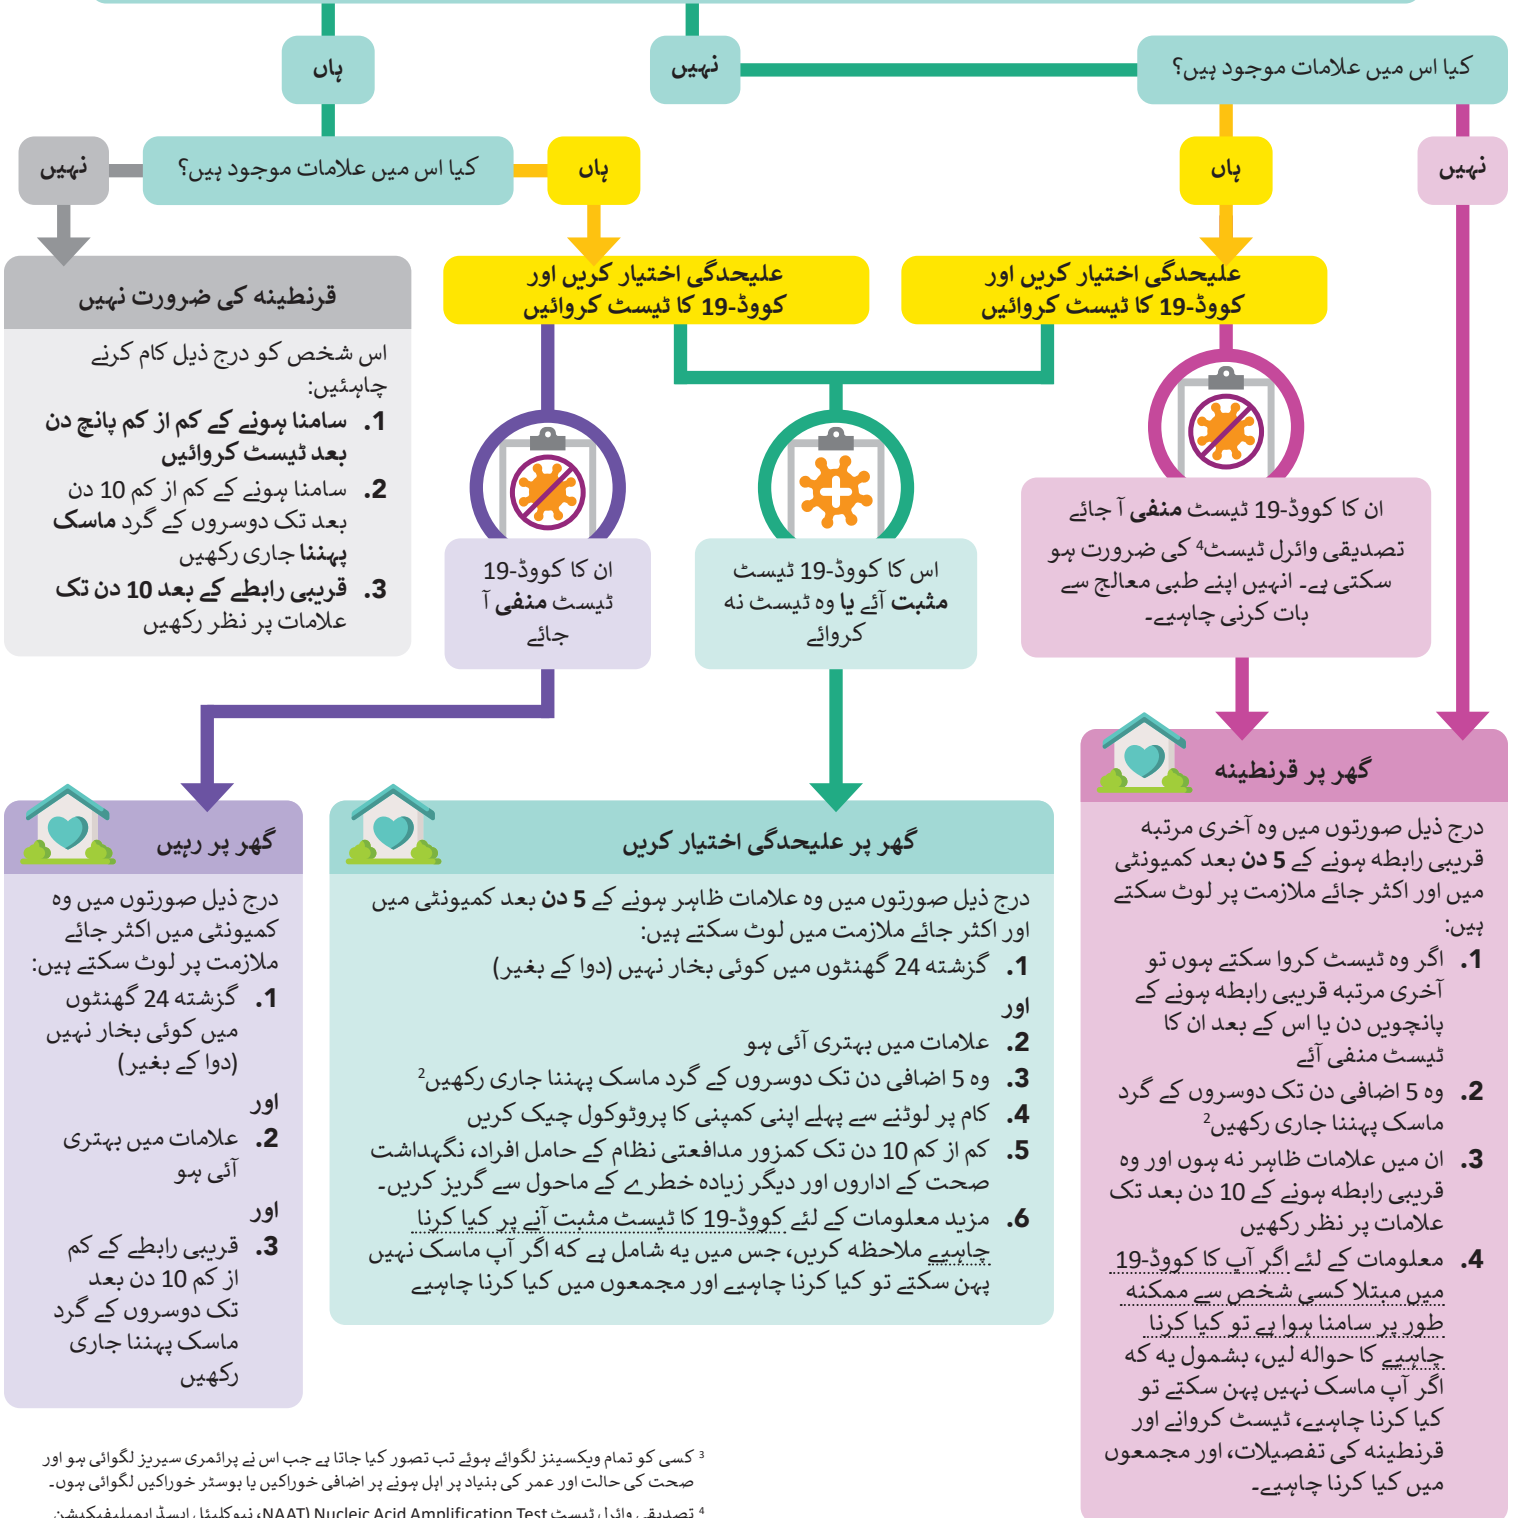 کیا اس میں علامات موجود ہیں؟
نہیں
ہاں
نہیں
ہاں
ہاں
کیا اس میں علامات موجود ہیں؟
نہیں
علیحدگی اختیار کریں اور
کووڈ-19 کا ٹیسٹ کروائیں
علیحدگی اختیار کریں اور
کووڈ-19 کا ٹیسٹ کروائیں
قرنطینہ کی ضرورت نہیں
اس شخص کو درج ذیل کام کرنے
چاہئیں:
1. سامنا ہونے کے کم از کم پانچ دن
بعد ٹیسٹ کروائیں
2. سامنا ہونے کے کم از کم 10 دن
بعد تک دوسروں کے گرد ماسک
پہننا جاری رکھیں
3. قریبی رابطے کے بعد 10 دن تک
علامات پر نظر رکھیں
ان کا کووڈ-19 ٹیسٹ منفی آ جائے
تصدیقی وائرل ٹیسٹ⁴ کی ضرورت ہو
سکتی ہے۔ انہیں اپنے طبی معالج سے
بات کرنی چاہیے۔
اس کا کووڈ-19 ٹیسٹ
مثبت آئے یا وہ ٹیسٹ نہ
کروائے
ان کا کووڈ-19
ٹیسٹ منفی آ
جائے
گھر پر قرنطینہ
درج ذیل صورتوں میں وہ آخری مرتبہ
قریبی رابطہ ہونے کے 5 دن بعد کمیونٹی
میں اور اکثر جائے ملازمت پر لوٹ سکتے
ہیں:
1. اگر وہ ٹیسٹ کروا سکتے ہوں تو
آخری مرتبہ قریبی رابطہ ہونے کے
پانچویں دن یا اس کے بعد ان کا
ٹیسٹ منفی آئے
2. وہ 5 اضافی دن تک دوسروں کے گرد
ماسک پہننا جاری رکھیں²
3. ان میں علامات ظاہر نہ ہوں اور وہ
قریبی رابطہ ہونے کے 10 دن بعد تک
علامات پر نظر رکھیں
4. معلومات کے لئے اگر آپ کا کووڈ-19
میں مبتلا کسی شخص سے ممکنہ
طور پر سامنا ہوا ہے تو کیا کرنا
چاہیے کا حوالہ لیں، بشمول یہ کہ
اگر آپ ماسک نہیں پہن سکتے تو
کیا کرنا چاہیے، ٹیسٹ کروانے اور
قرنطینہ کی تفصیلات، اور مجمعوں
میں کیا کرنا چاہیے۔
گھر پر علیحدگی اختیار کریں
درج ذیل صورتوں میں وہ علامات ظاہر ہونے کے 5 دن بعد کمیونٹی میں
اور اکثر جائے ملازمت میں لوٹ سکتے ہیں:
1. گزشتہ 24 گھنٹوں میں کوئی بخار نہیں (دوا کے بغیر)
اور
2. علامات میں بہتری آئی ہو
3. وہ 5 اضافی دن تک دوسروں کے گرد ماسک پہننا جاری رکھیں²
4. کام پر لوٹنے سے پہلے اپنی کمپنی کا پروٹوکول چیک کریں
5. کم از کم 10 دن تک کمزور مدافعتی نظام کے حامل افراد، نگہداشت
صحت کے اداروں اور دیگر زیادہ خطرے کے ماحول سے گریز کریں۔
6. مزید معلومات کے لئے کووڈ-19 کا ٹیسٹ مثبت آنے پر کیا کرنا
چاہیے ملاحظہ کریں، جس میں یہ شامل ہے کہ اگر آپ ماسک نہیں
پہن سکتے تو کیا کرنا چاہیے اور مجمعوں میں کیا کرنا چاہیے
گھر پر رہیں
درج ذیل صورتوں میں وہ
کمیونٹی میں اکثر جائے
ملازمت پر لوٹ سکتے ہیں:
1. گزشتہ 24 گھنٹوں
میں کوئی بخار نہیں
(دوا کے بغیر)
اور
2. علامات میں بہتری
آئی ہو
اور
3. قریبی رابطے کے کم
از کم 10 دن بعد
تک دوسروں کے گرد
ماسک پہننا جاری
رکھیں
³ کسی کو تمام ویکسینز لگوائے ہوئے تب تصور کیا جاتا ہے جب اس نے پرائمری سیریز لگوائی ہو اور
صحت کی حالت اور عمر کی بنیاد پر اہل ہونے پر اضافی خوراکیں یا بوسٹر خوراکیں لگوائی ہوں۔
⁴ تصدیقی وائرل ٹیسٹ NAAT) Nucleic Acid Amplification Test، نیوکلیئل ایسڈ ایمپلیفیکیشن